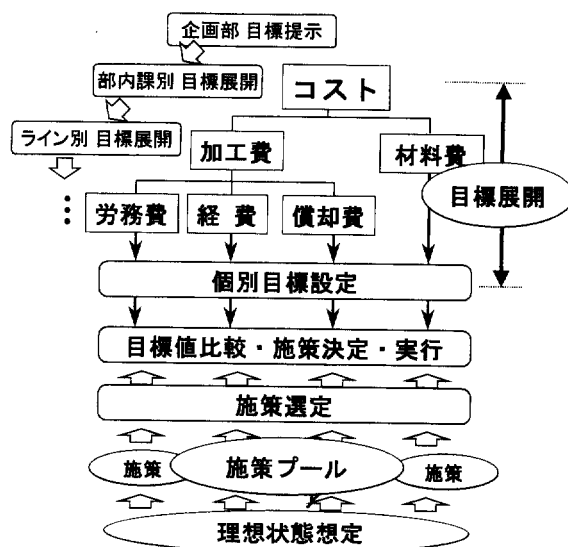 企画部 目標提示
部内課別 目標展開
コスト
ライン別 目標展開
加工費
材料費
目標展開
労務費
経 費
償却費
個別目標設定
目標値比較・施策決定・実行
施策選定
施策
施策プール
施策
理想状態想定